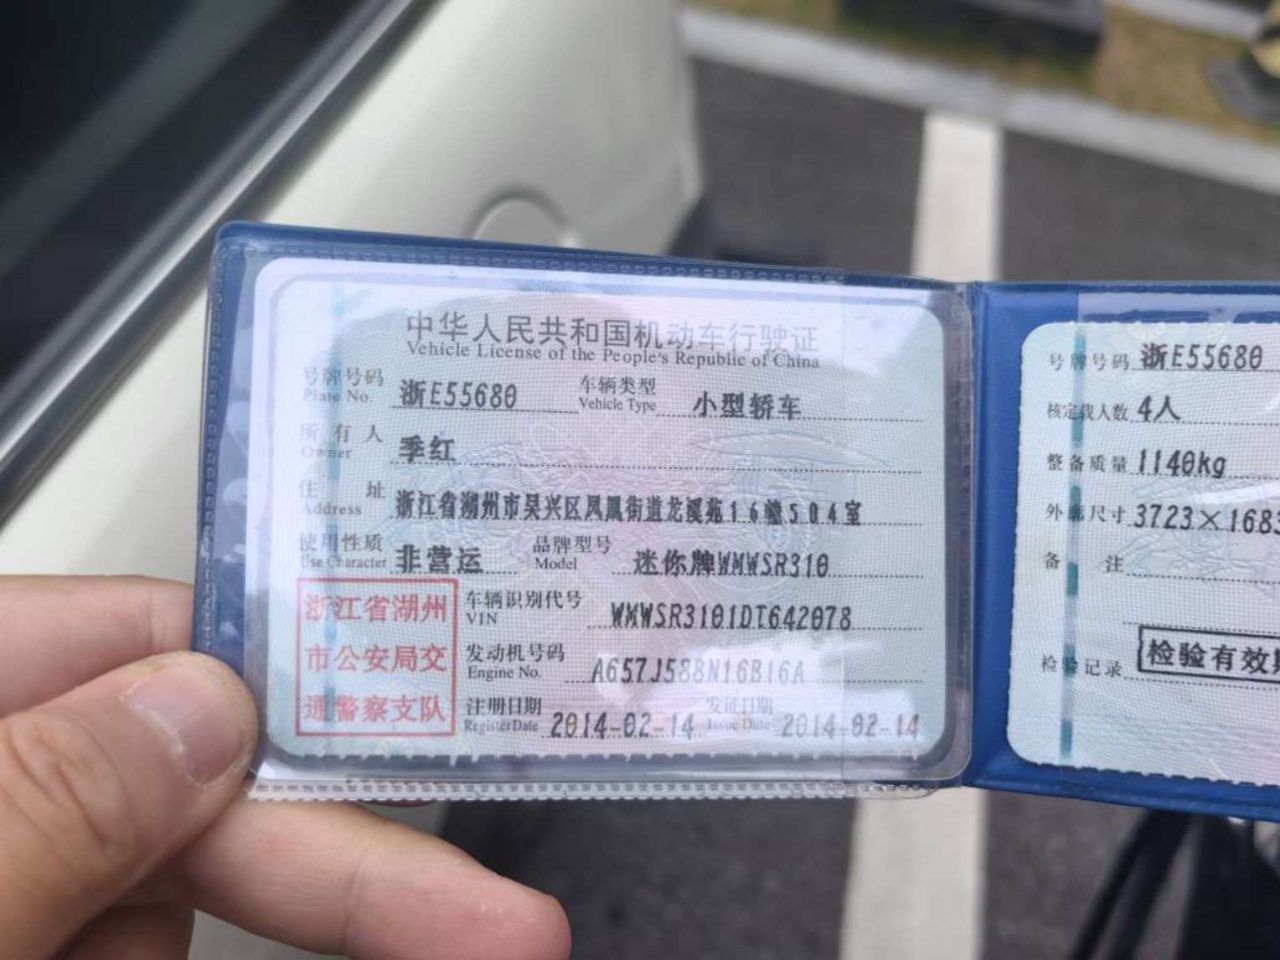 中华人民共和国机动车行驶证
Vehicle License of the People's Republic of China
号牌号码 浙E55680 车辆类型 小型轿车
Plate No. Vehicle Type
所有人 季红
Owner
住址 浙江省湖州市吴兴区凤凰街道龙溪苑16幢504室
Address
使用性质 非营运 品牌型号 迷你牌WMWSR310
Use Character Model
浙江省湖州
市公安局交
通警察支队
车辆识别代号 WMWSR3101DT642078
VIN
发动机号码 A657J588N16B16A
Engine No.
注册日期 2014-02-14 发证日期 2014-02-14
Register Date Issue Date
号牌号码 浙E55680
核定载人数 4人
整备质量 1140kg
外廓尺寸 3723×1683
备注
检验记录 检验有效期